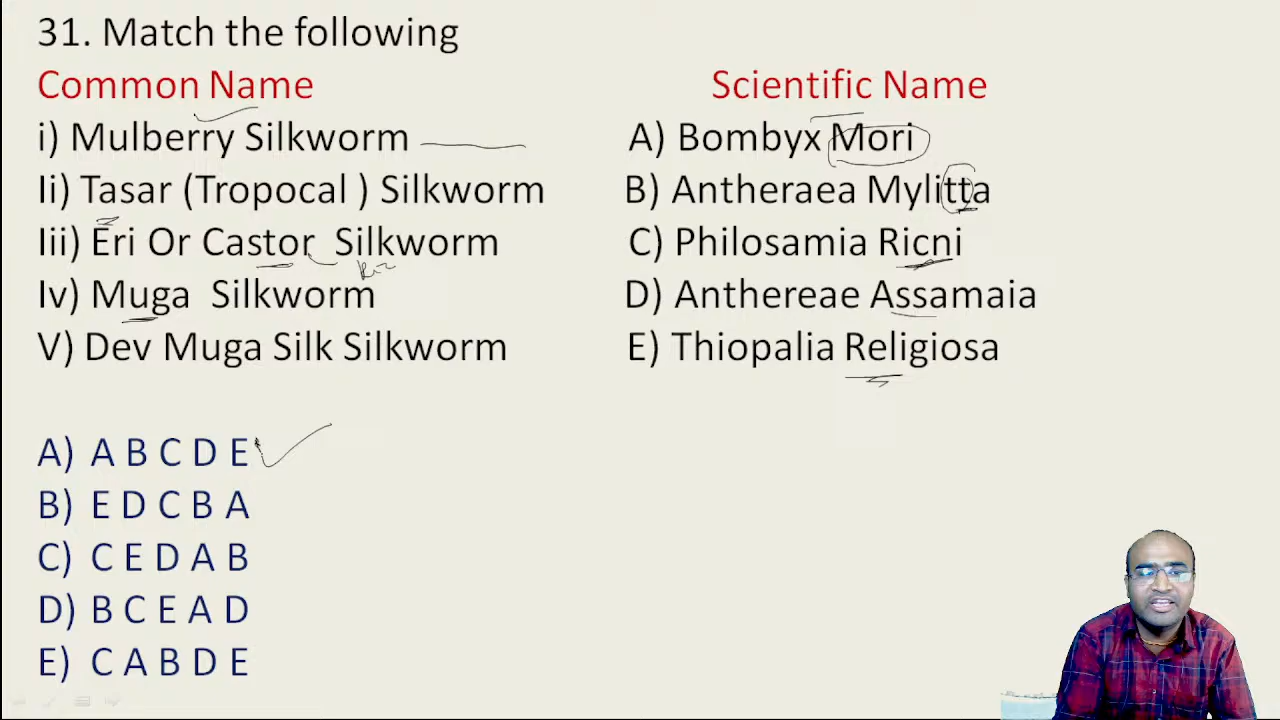 31. Match the following
Common Name Scientific Name
i) Mulberry Silkworm A) Bombyx Mori
Ii) Tasar (Tropocal ) Silkworm B) Antheraea Mylitta
Iii) Eri Or Castor Silkworm C) Philosamia Ricni
Iv) Muga Silkworm D) Anthereae Assamaia
V) Dev Muga Silk Silkworm E) Thiopalia Religiosa
A) A B C D E
B) E D C B A
C) C E D A B
D) B C E A D
E) C A B D E